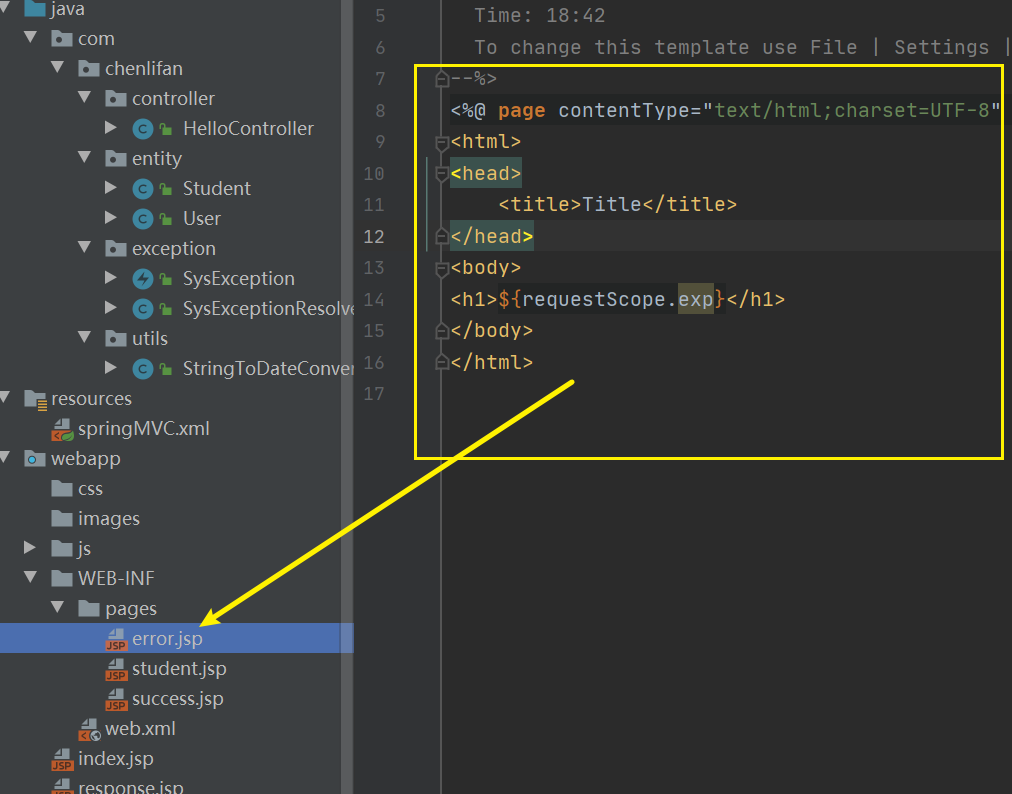 java
com
chenlifan
controller
HelloController
entity
Student
User
exception
SysException
SysExceptionResolve
utils
StringToDateConver
resources
springMVC.xml
webapp
css
images
js
WEB-INF
pages
error.jsp
student.jsp
success.jsp
web.xml
index.jsp
response.jsp
5 Time: 18:42
6 To change this template use File | Settings |
7 --%>
8 <%@ page contentType="text/html;charset=UTF-8"
9 <html>
10 <head>
11 <title>Title</title>
12 </head>
13 <body>
14 <h1>${requestScope.exp}</h1>
15 </body>
16 </html>
17